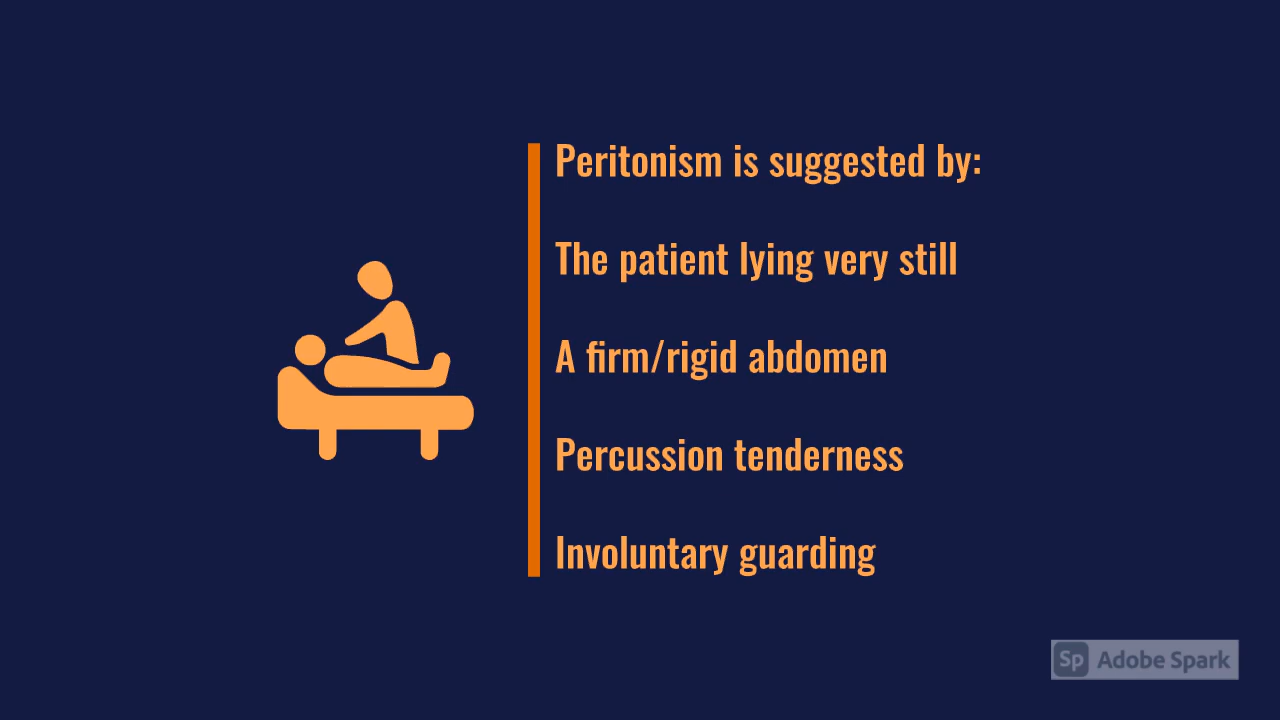 Peritonism is suggested by:
The patient lying very still
A firm/rigid abdomen
Percussion tenderness
Involuntary guarding
Sp Adobe Spark